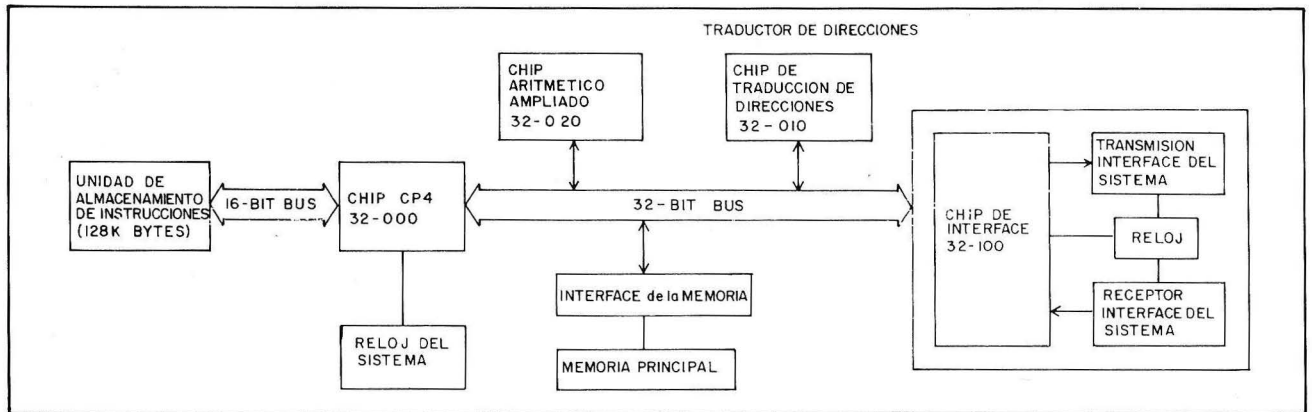 TRADUCTOR DE DIRECCIONES
CHIP
ARITMETICO
AMPLIADO
32-020
CHIP DE
TRADUCCION DE
DIRECCIONES
32-010
UNIDAD DE
ALMACENAMIENTO
DE INSTRUCCIONES
(128K BYTES)
16-BIT BUS
CHIP CP4
32-000
32-BIT BUS
CHIP DE
INTERFACE
32-100
TRANSMISION
INTERFACE DEL
SISTEMA
RELOJ
RECEPTOR
INTERFACE DEL
SISTEMA
INTERFACE de la MEMORIA
RELOJ DEL
SISTEMA
MEMORIA PRINCIPAL